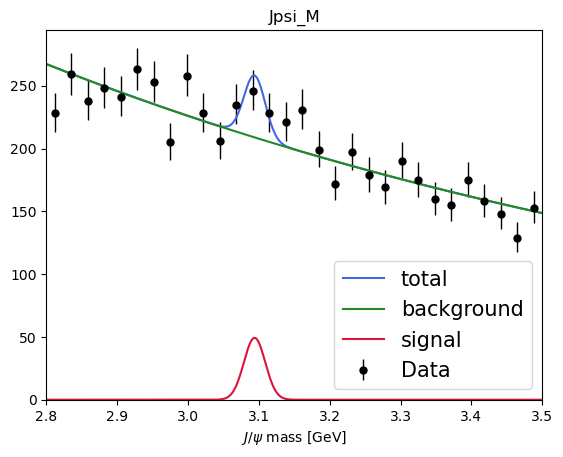 Jpsi_M
250
200
150
100
50
0
total
background
signal
Data
2.8 2.9 3.0 3.1 3.2 3.3 3.4 3.5
J/ψ mass [GeV]